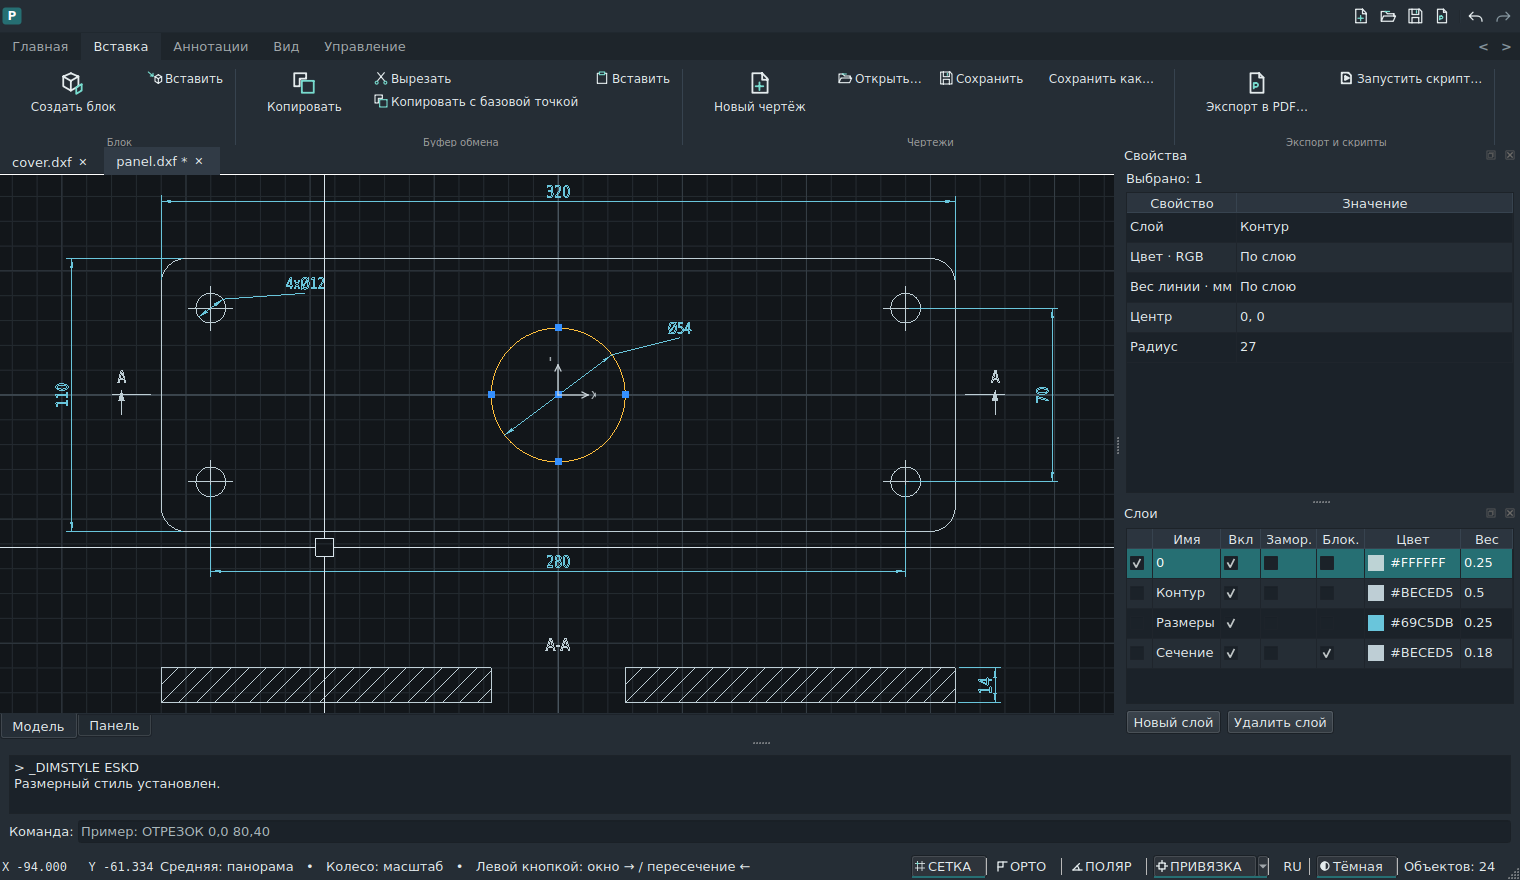 P
Главная Вставка Аннотации Вид Управление < >
Создать блок Вставить
Блок
Копировать Вырезать Копировать с базовой точкой Вставить
Буфер обмена
Новый чертёж Открыть... Сохранить Сохранить как...
Чертежи
Экспорт в PDF... Запустить скрипт...
Экспорт и скрипты
cover.dxf × panel.dxf * ×
320
4xØ12
Ø54
A A
110
70
X
280
A-A
14
Модель Панель
Свойства
Выбрано: 1
Свойство Значение
Слой Контур
Цвет · RGB По слою
Вес линии · мм По слою
Центр 0, 0
Радиус 27
Слои
Имя Вкл Замор. Блок. Цвет Вес
0 #FFFFFF 0.25
Контур #BECED5 0.5
Размеры #69C5DB 0.25
Сечение #BECED5 0.18
Новый слой Удалить слой
> _DIMSTYLE ESKD
Размерный стиль установлен.
Команда: Пример: ОТРЕЗОК 0,0 80,40
X -94.000 Y -61.334 Средняя: панорама • Колесо: масштаб • Левой кнопкой: окно → / пересечение ← СЕТКА ОРТО ПОЛЯР ПРИВЯЗКА RU Тёмная Объектов: 24